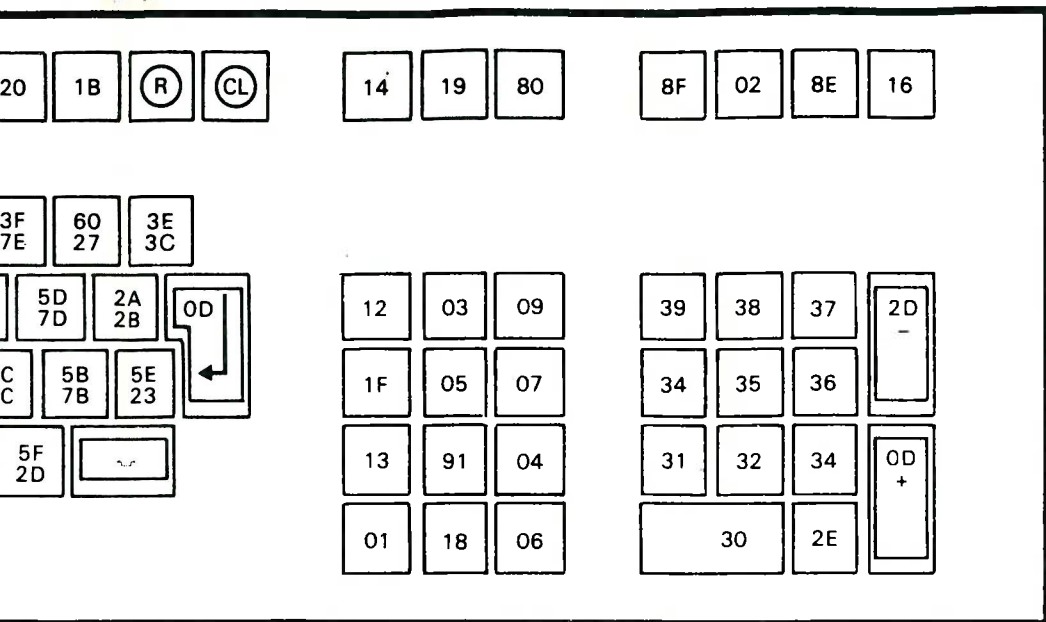 20 1B R CL 14 19 80 8F 02 8E 16
3F 60 3E
7E 27 3C
5D 2A 0D 12 03 09 39 38 37 2D
7D 2B -
C 5B 5E 1F 05 07 34 35 36
C 7B 23
5F 13 91 04 31 32 34 0D
2D +
01 18 06 30 2E